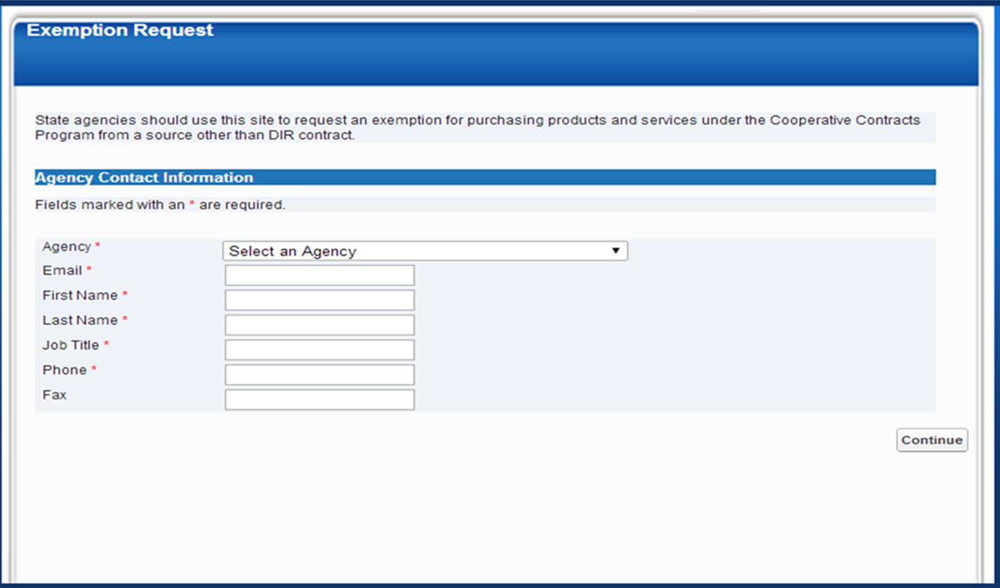 Exemption Request
State agencies should use this site to request an exemption for purchasing products and services under the Cooperative Contracts
Program from a source other than DIR contract.
Agency Contact Information
Fields marked with an * are required.
Agency *
Select an Agency
Email *
First Name *
Last Name *
Job Title *
Phone *
Fax
Continue